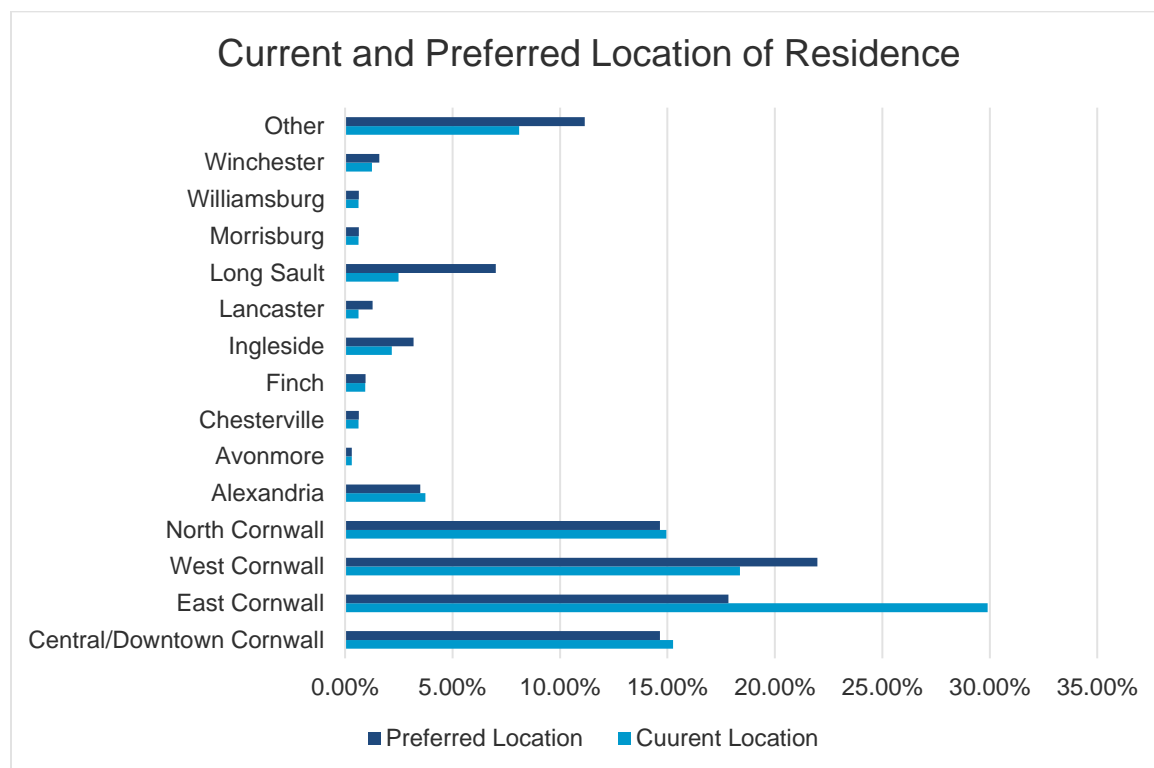 Current and Preferred Location of Residence
Other
Winchester
Williamsburg
Morrisburg
Long Sault
Lancaster
Ingleside
Finch
Chesterville
Avonmore
Alexandria
North Cornwall
West Cornwall
East Cornwall
Central/Downtown Cornwall
0.00% 5.00% 10.00% 15.00% 20.00% 25.00% 30.00% 35.00%
Preferred Location Cuurent Location